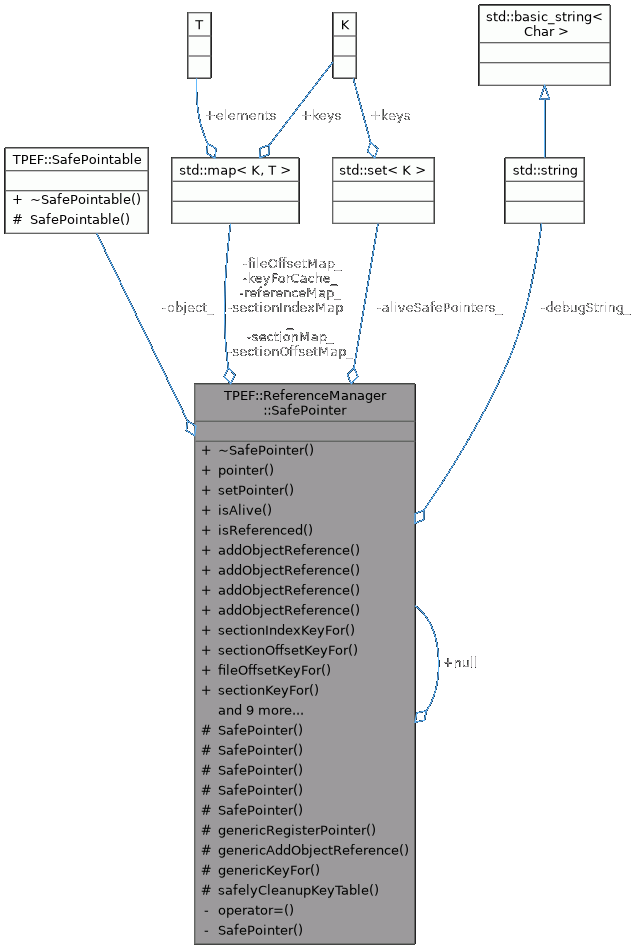 T
K
std::basic_string<
Char >
+elements
+keys
+keys
TPEF::SafePointable
+ ~SafePointable()
# SafePointable()
std::map< K, T >
std::set< K >
std::string
-object_
-fileOffsetMap_
-keyForCache_
-referenceMap_
-sectionIndexMap
_
-sectionMap_
-sectionOffsetMap_
-aliveSafePointers_
-debugString_
TPEF::ReferenceManager
::SafePointer
+ ~SafePointer()
+ pointer()
+ setPointer()
+ isAlive()
+ isReferenced()
+ addObjectReference()
+ addObjectReference()
+ addObjectReference()
+ addObjectReference()
+ sectionIndexKeyFor()
+ sectionOffsetKeyFor()
+ fileOffsetKeyFor()
+ sectionKeyFor()
and 9 more...
# SafePointer()
# SafePointer()
# SafePointer()
# SafePointer()
# SafePointer()
# genericRegisterPointer()
# genericAddObjectReference()
# genericKeyFor()
# safelyCleanupKeyTable()
- operator=()
- SafePointer()
+null